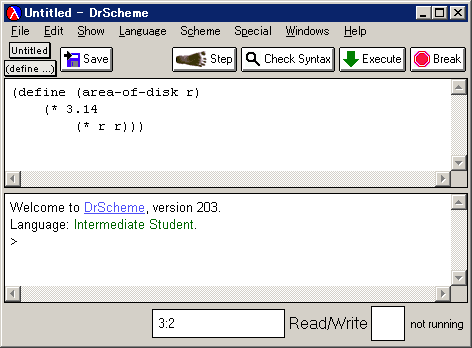 Untitled - DrScheme
File Edit Show Language Scheme Special Windows Help
Untitled
(define ...)
Save Step Check Syntax Execute Break
(define (area-of-disk r)
    (* 3.14
        (* r r)))
Welcome to DrScheme, version 203.
Language: Intermediate Student.
>
3:2 Read/Write not running